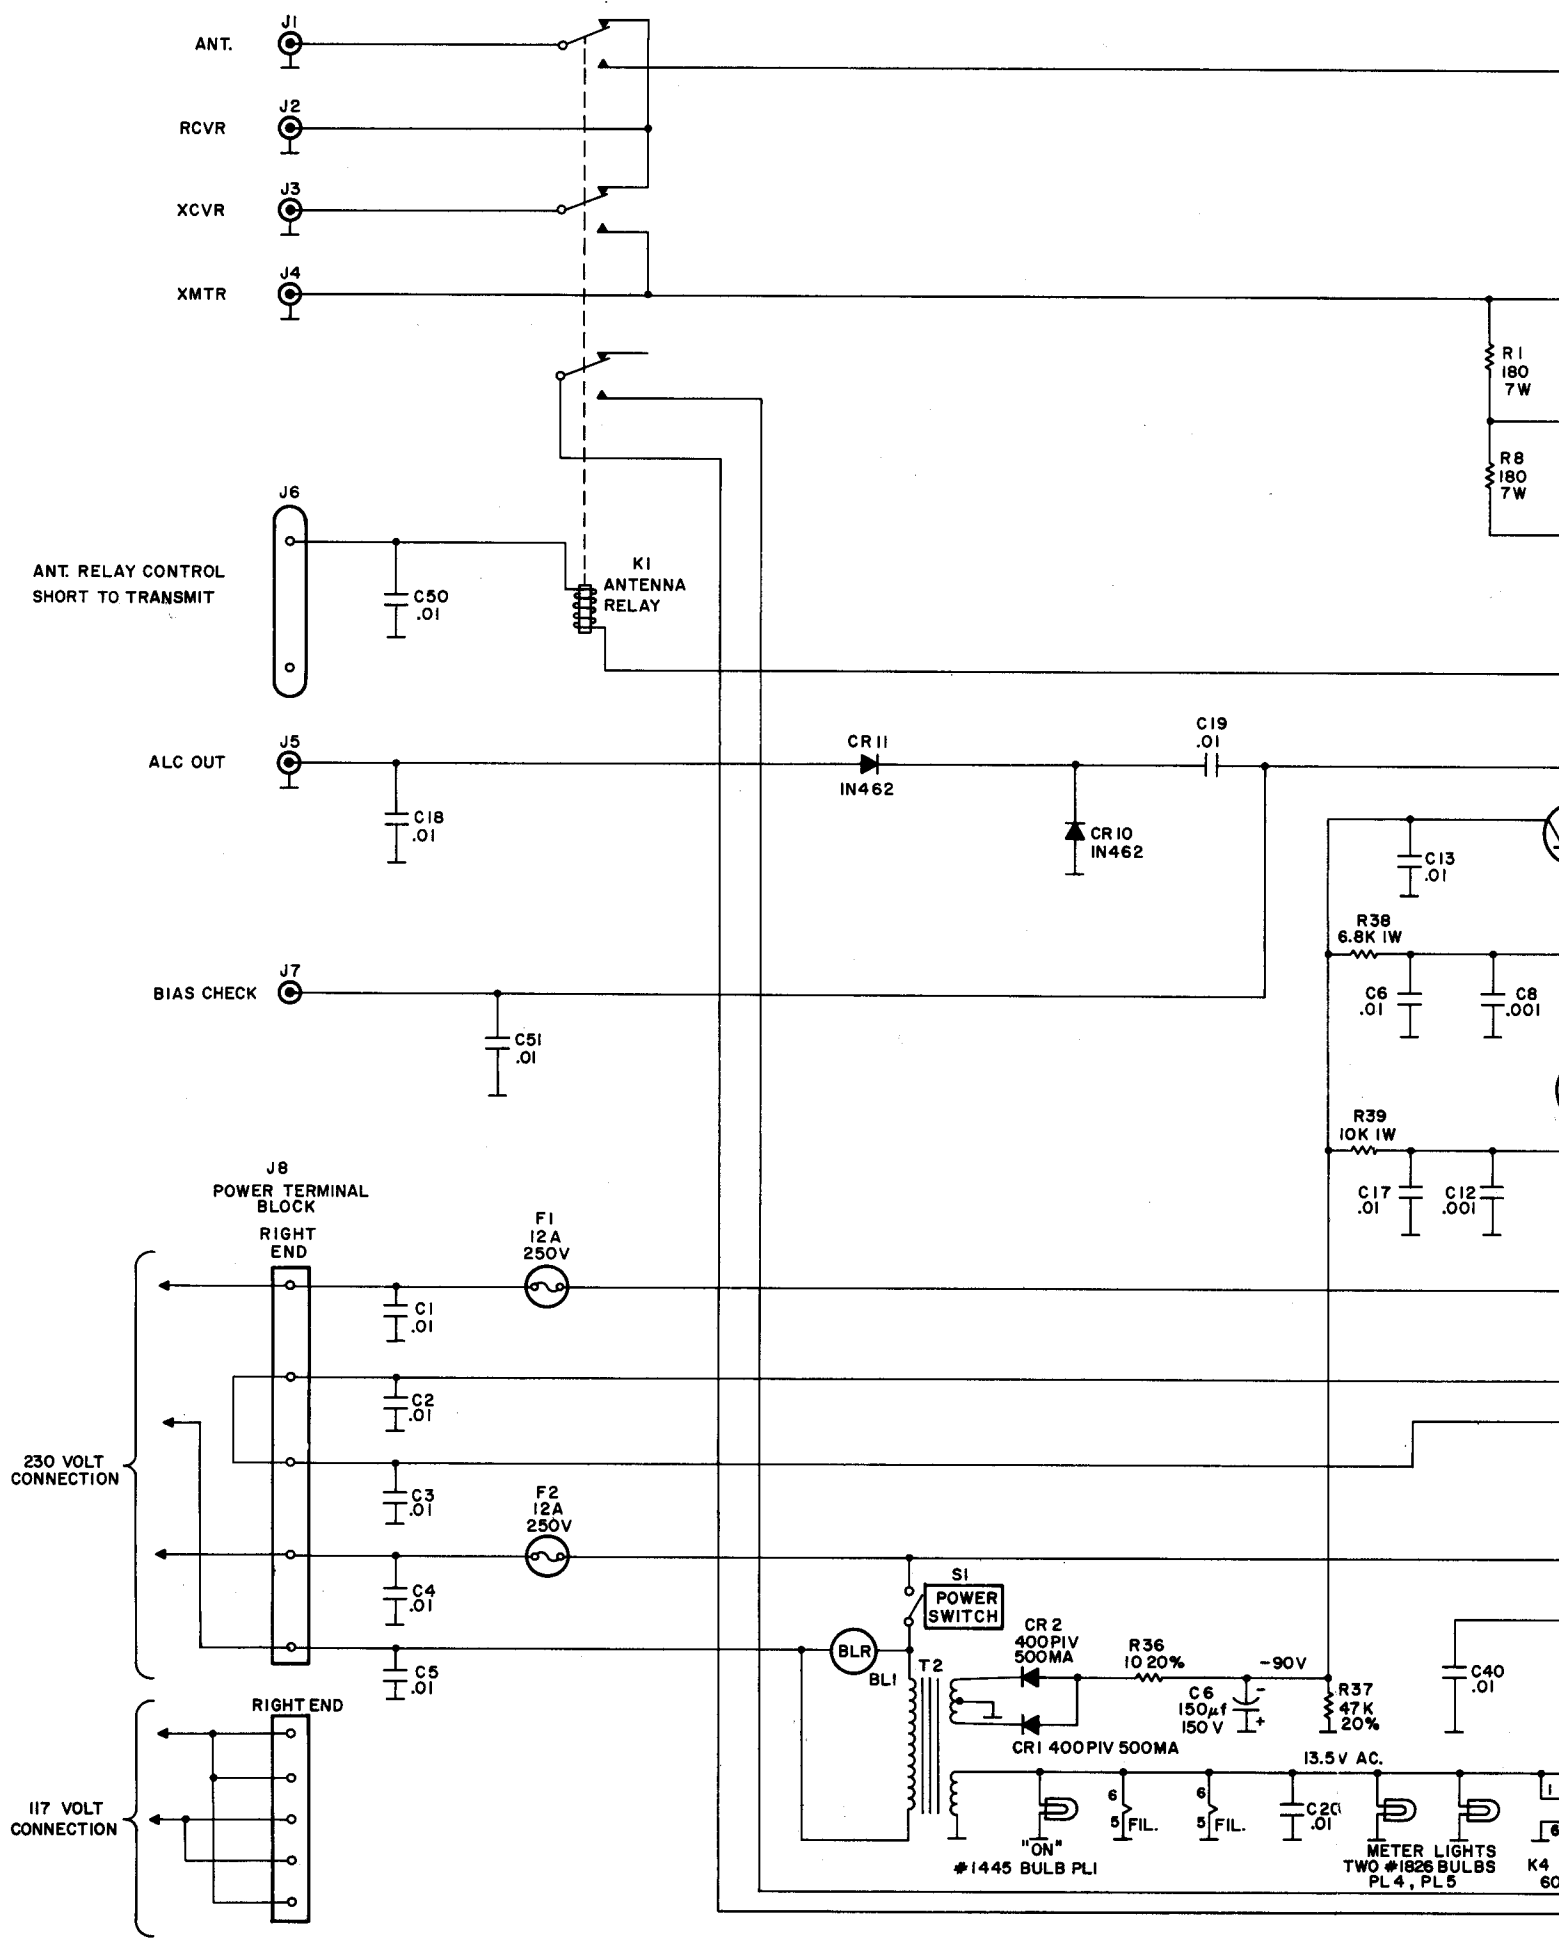 J1
ANT.
J2
RCVR
J3
XCVR
J4
XMTR
R1
180
7W
R8
180
7W
J6
ANT. RELAY CONTROL
SHORT TO TRANSMIT
C50
.01
K1
ANTENNA
RELAY
J5
ALC OUT
C18
.01
CR11
IN462
C19
.01
CR10
IN462
C13
.01
R38
6.8K 1W
C6
.01
C8
.001
J7
BIAS CHECK
C51
.01
R39
10K 1W
C17
.01
C12
.001
J8
POWER TERMINAL
BLOCK
RIGHT
END
F1
12A
250V
C1
.01
C2
.01
230 VOLT
CONNECTION
C3
.01
F2
12A
250V
C4
.01
S1
POWER
SWITCH
BLR
BL1
T2
C5
.01
CR2
400PIV
500MA
R36
10 20%
-90V
C6
150µf
150V
-
+
R37
47K
20%
C40
.01
CR1 400PIV 500MA
13.5V AC.
RIGHT END
117 VOLT
CONNECTION
"ON"
#1445 BULB PL1
6
5 FIL.
6
5 FIL.
C20
.01
METER LIGHTS
TWO #1826 BULBS
PL4, PL5
1
6
K4
60